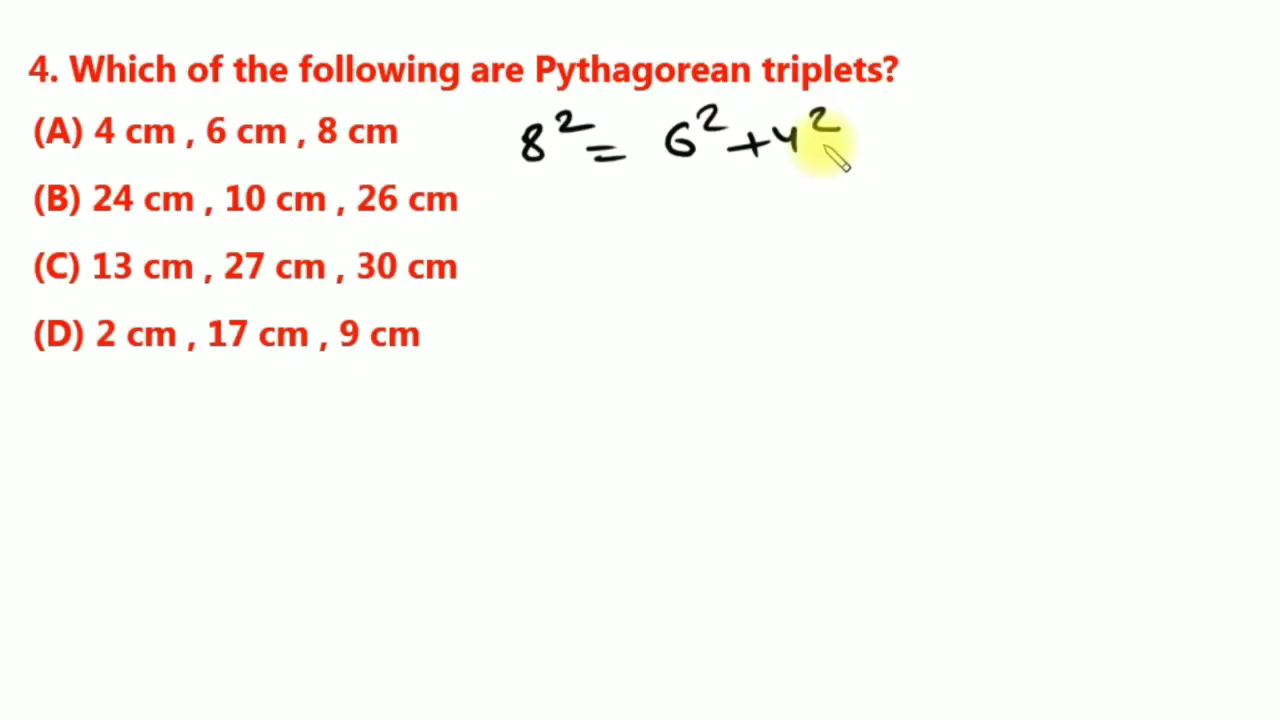 4. Which of the following are Pythagorean triplets?
(A) 4 cm , 6 cm , 8 cm 8² = 6² + 4²
(B) 24 cm , 10 cm , 26 cm
(C) 13 cm , 27 cm , 30 cm
(D) 2 cm , 17 cm , 9 cm